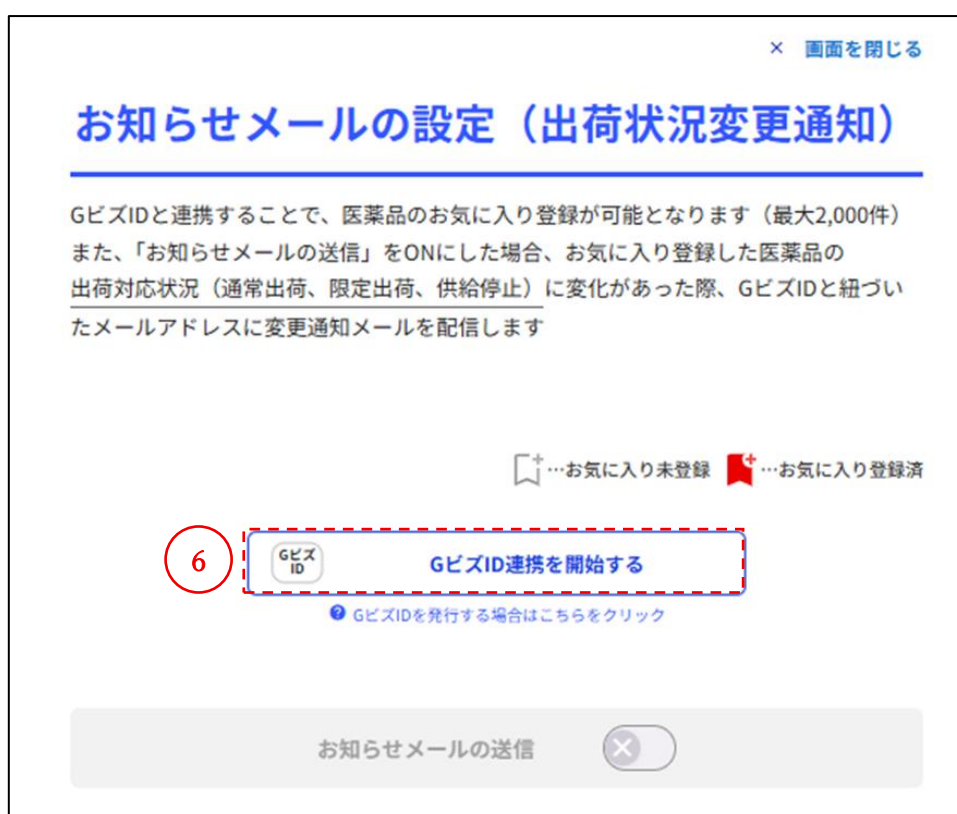 × 画面を閉じる
お知らせメールの設定（出荷状況変更通知）
GビズIDと連携することで、医薬品のお気に入り登録が可能となります（最大2,000件）
また、「お知らせメールの送信」をONにした場合、お気に入り登録した医薬品の
出荷対応状況（通常出荷、限定出荷、供給停止）に変化があった際、GビズIDと紐づい
たメールアドレスに変更通知メールを配信します
…お気に入り未登録 …お気に入り登録済
6
Gビズ
ID
GビズID連携を開始する
? GビズIDを発行する場合はこちらをクリック
お知らせメールの送信